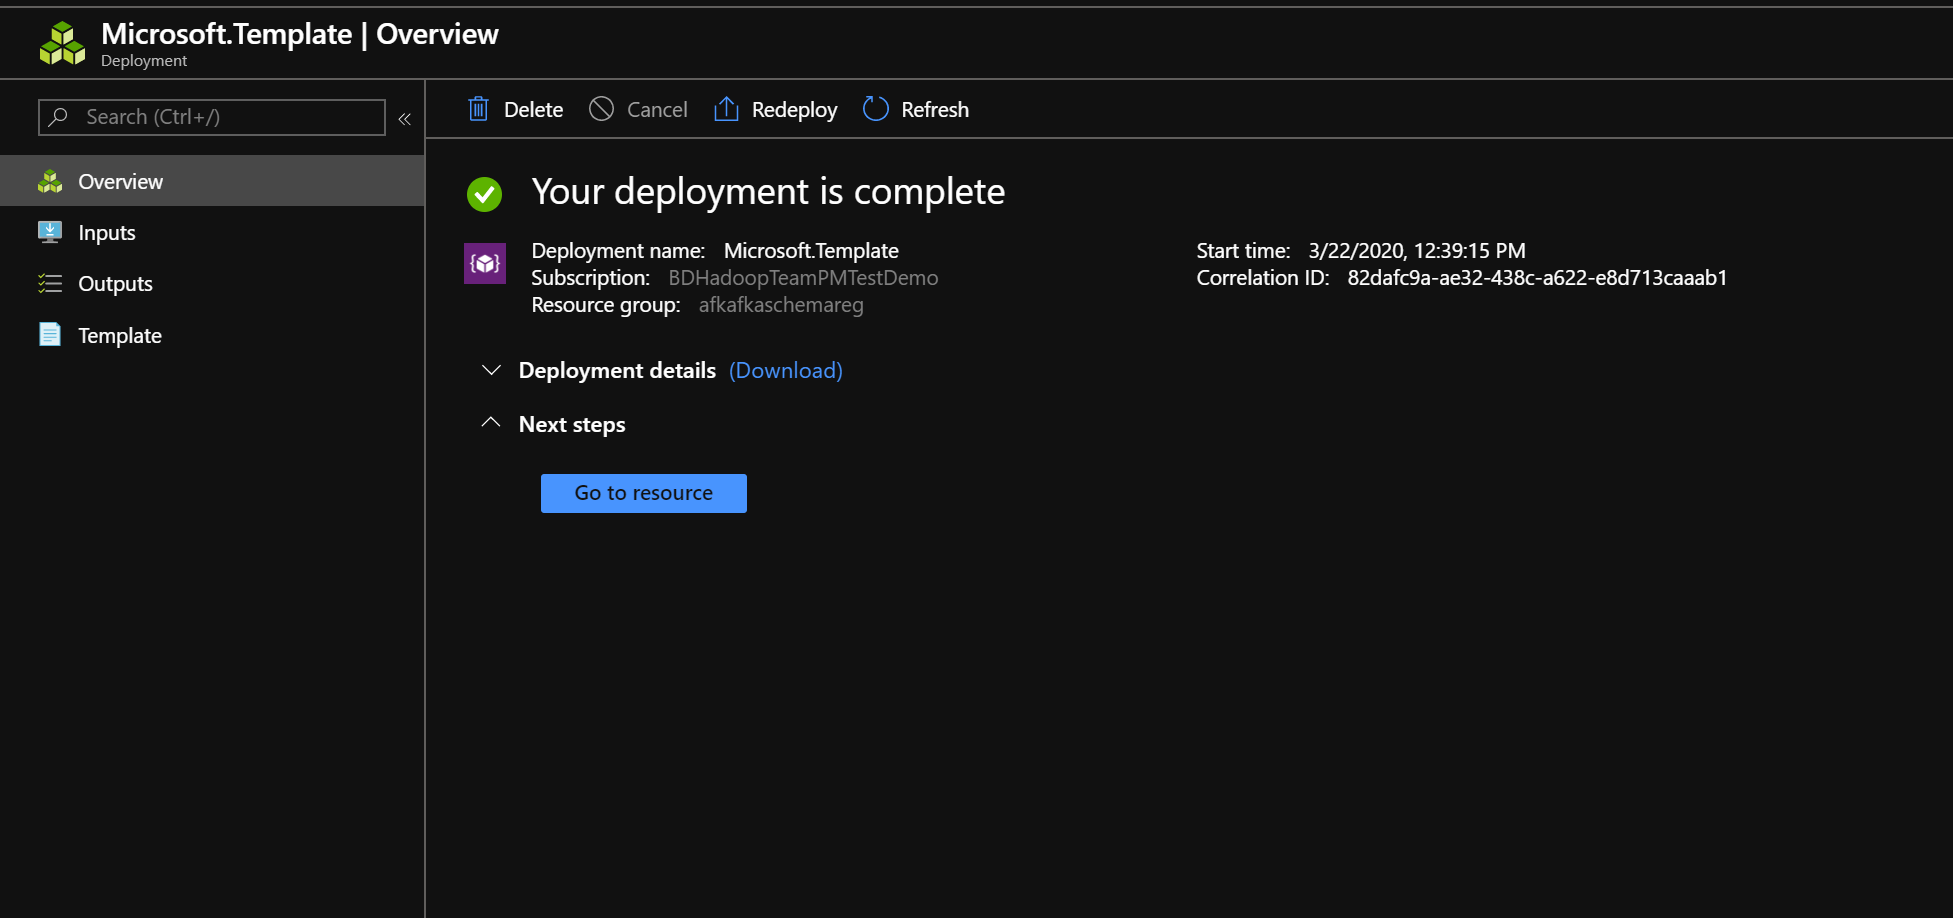 Microsoft.Template | Overview
Deployment
Search (Ctrl+/)
«
Overview
Inputs
Outputs
Template
Delete Cancel Redeploy Refresh
Your deployment is complete
Deployment name: Microsoft.Template
Subscription: BDHadoopTeamPMTestDemo
Resource group: afkafkaschemareg
Start time: 3/22/2020, 12:39:15 PM
Correlation ID: 82dafc9a-ae32-438c-a622-e8d713caaab1
Deployment details (Download)
Next steps
Go to resource